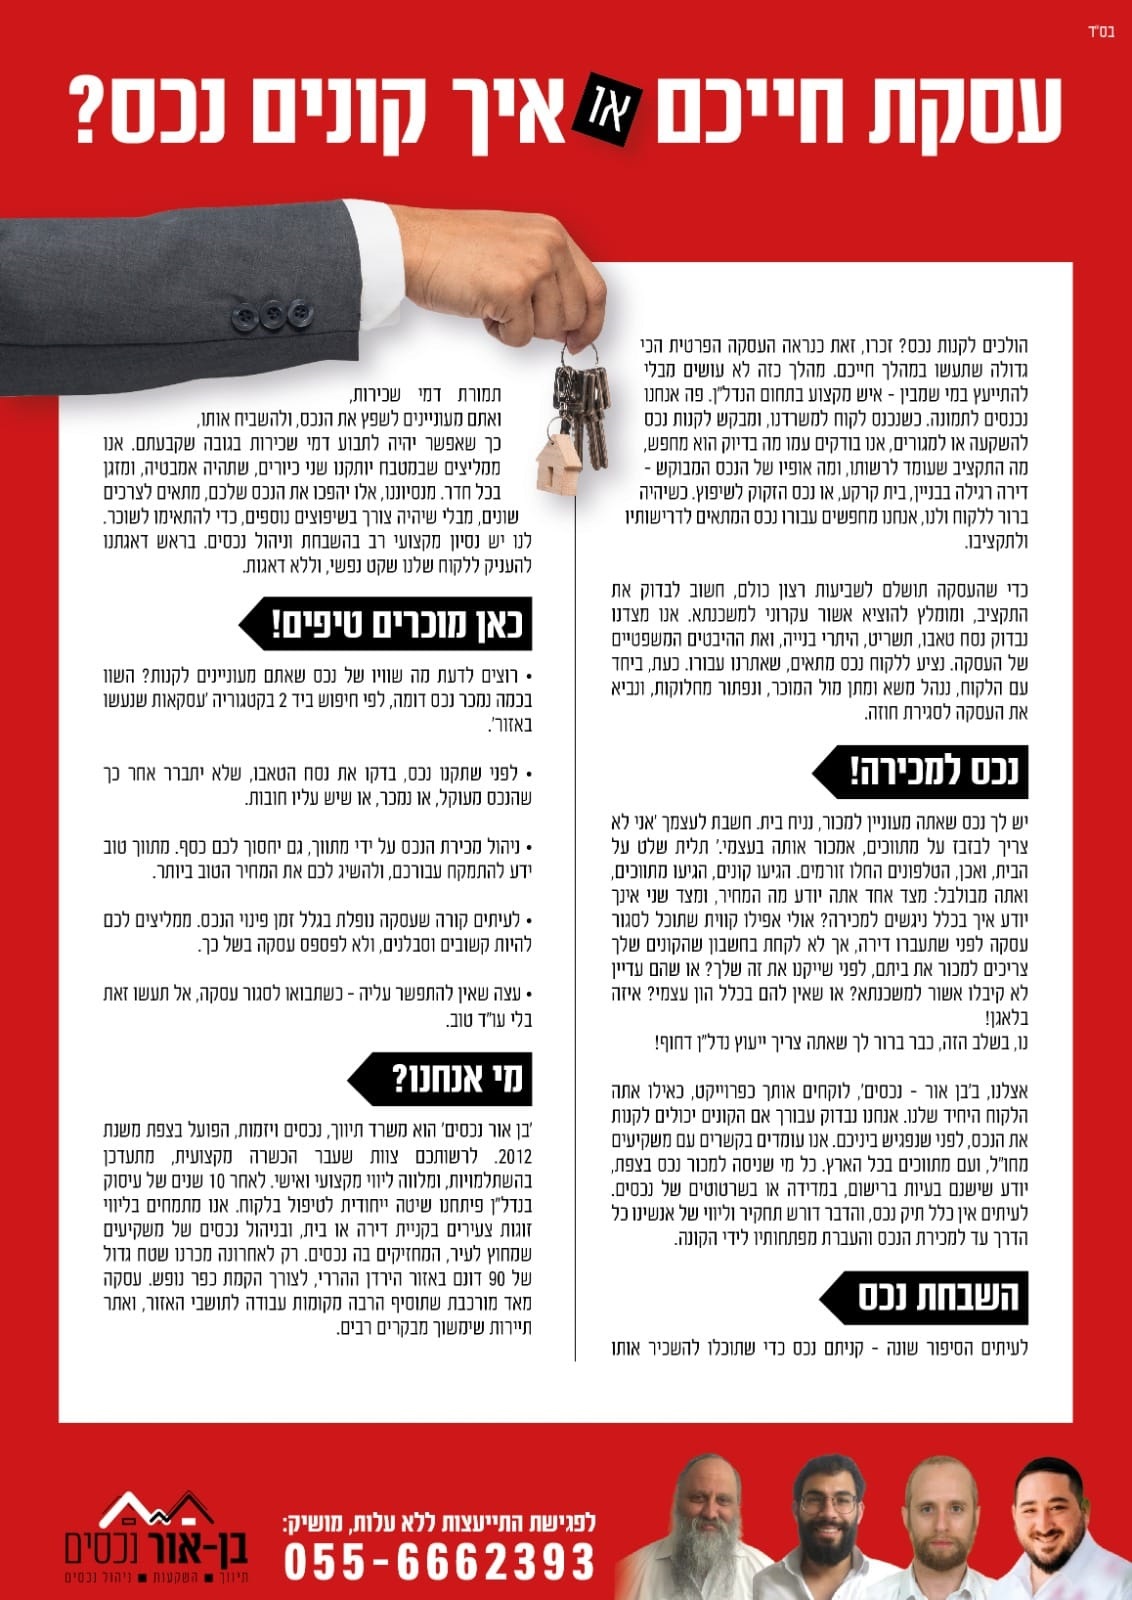 בס"ד
עסקת חייכם או איך קונים נכס?
הולכים לקנות נכס? זכרו, זאת כנראה העסקה הפרטית הכי
גדולה שתעשו במהלך חייכם. מהלך כזה לא עושים מבלי
להתייעץ במי שמבין - איש מקצוע בתחום הנדל"ן. פה אנחנו
נכנסים לתמונה. כשנכנס לקוח למשרדנו, ומבקש לקנות נכס
להשקעה או למגורים, אנו בודקים עמו מה בדיוק הוא מחפש,
מה התקציב שעומד לרשותו, ומה אופיו של הנכס המבוקש -
דירה רגילה בבניין, בית קרקע, או נכס הזקוק לשיפוץ. כשיהיה
ברור ללקוח ולנו, אנחנו מחפשים עבורו נכס המתאים לדרישותיו
ולתקציבו.
כדי שהעסקה תושלם לשביעות רצון כולם, חשוב לבדוק את
התקציב, ומומלץ להוציא אשור עקרוני למשכנתא. אנו מצדנו
נבדוק נסח טאבו, תשריט, היתרי בנייה, ואת ההיבטים המשפטיים
של העסקה. נציע ללקוח נכס מתאים, שאתרנו עבורו. כעת, ביחד
עם הלקוח, ננהל משא ומתן מול המוכר, ונפתור מחלוקות, ונביא
את העסקה לסגירת חוזה.
נכס למכירה!
יש לך נכס שאתה מעוניין למכור, נניח בית. חשבת לעצמך 'אני לא
צריך לבזבז על מתווכים, אמכור אותה בעצמי.' תלית שלט על
הבית, ואכן, הטלפונים החלו זורמים. הגיעו קונים, הגיעו מתווכים,
ואתה מבולבל: מצד אחד אתה יודע מה המחיר, ומצד שני אינך
יודע איך בכלל ניגשים למכירה? אולי אפילו קווית שתוכל לסגור
עסקה לפני שתעברו דירה, אך לא לקחת בחשבון שהקונים שלך
צריכים למכור את ביתם, לפני שייקנו את זה שלך? או שהם עדיין
לא קיבלו אשור למשכנתא? או שאין להם בכלל הון עצמי? איזה
בלאגן!
נו, בשלב הזה, כבר ברור לך שאתה צריך ייעוץ נדל"ן דחוף!
אצלנו, ב'בן אור - נכסים', לוקחים אותך כפרוייקט, כאילו אתה
הלקוח היחיד שלנו. אנחנו נבדוק עבורך אם הקונים יכולים לקנות
את הנכס, לפני שנפגיש ביניכם. אנו עומדים בקשרים עם משקיעים
מחו"ל, ועם מתווכים בכל הארץ. כל מי שניסה למכור נכס בצפת,
יודע שישנם בעיות ברישום, במדידה או בשרטוטים של נכסים.
לעיתים אין כלל תיק נכס, והדבר דורש תחקיר וליווי של אנשינו כל
הדרך עד למכירת הנכס והעברת מפתחותיו לידי הקונה.
השבחת נכס
לעיתים הסיפור שונה - קניתם נכס כדי שתוכלו להשכיר אותו
תמורת דמי שכירות,
ואתם מעוניינים לשפץ את הנכס, ולהשביח אותו,
כך שאפשר יהיה לתבוע דמי שכירות בגובה שקבעתם. אנו
ממליצים שבמטבח יותקנו שני כיורים, שתהיה אמבטיה, ומזגן
בכל חדר. מנסיוננו, אלו יהפכו את הנכס שלכם, מתאים לצרכים
שונים, מבלי שיהיה צורך בשיפוצים נוספים, כדי להתאימו לשוכר.
לנו יש נסיון מקצועי רב בהשבחת וניהול נכסים. בראש דאגתנו
להעניק ללקוח שלנו שקט נפשי, וללא דאגות.
כאן מוכרים טיפים!
• רוצים לדעת מה שוויו של נכס שאתם מעוניינים לקנות? השוו
בכמה נמכר נכס דומה, לפי חיפוש ביד 2 בקטגוריה 'עסקאות שנעשו
באזור'.
• לפני שתקנו נכס, בדקו את נסח הטאבו, שלא יתברר אחר כך
שהנכס מעוקל, או נמכר, או שיש עליו חובות.
• ניהול מכירת הנכס על ידי מתווך, גם יחסוך לכם כסף. מתווך טוב
ידע להתמקח עבורכם, ולהשיג לכם את המחיר הטוב ביותר.
• לעיתים קורה שעסקה נופלת בגלל זמן פינוי הנכס. ממליצים לכם
להיות קשובים וסבלנים, ולא לפספס עסקה בשל כך.
• עצה שאין להתפשר עליה - כשתבואו לסגור עסקה, אל תעשו זאת
בלי עו"ד טוב.
מי אנחנו?
'בן אור נכסים' הוא משרד תיווך, נכסים ויזמות, הפועל בצפת משנת
2012. לרשותכם צוות שעבר הכשרה מקצועית, מתעדכן
בהשתלמויות, ומלווה ליווי מקצועי ואישי. לאחר 10 שנים של עיסוק
בנדל"ן פיתחנו שיטה ייחודית לטיפול בלקוח. אנו מתמחים בליווי
זוגות צעירים בקניית דירה או בית, ובניהול נכסים של משקיעים
שמחוץ לעיר, המחזיקים בה נכסים. רק לאחרונה מכרנו שטח גדול
של 90 דונם באזור הירדן ההררי, לצורך הקמת כפר נופש. עסקה
מאד מורכבת שתוסיף הרבה מקומות עבודה לתושבי האזור, ואתר
תיירות שימשוך מבקרים רבים.
לפגישת התייעצות ללא עלות, מושיק:
055-6662393
בן-אור נכסים
תיווך ■ השקעות ■ ניהול נכסים